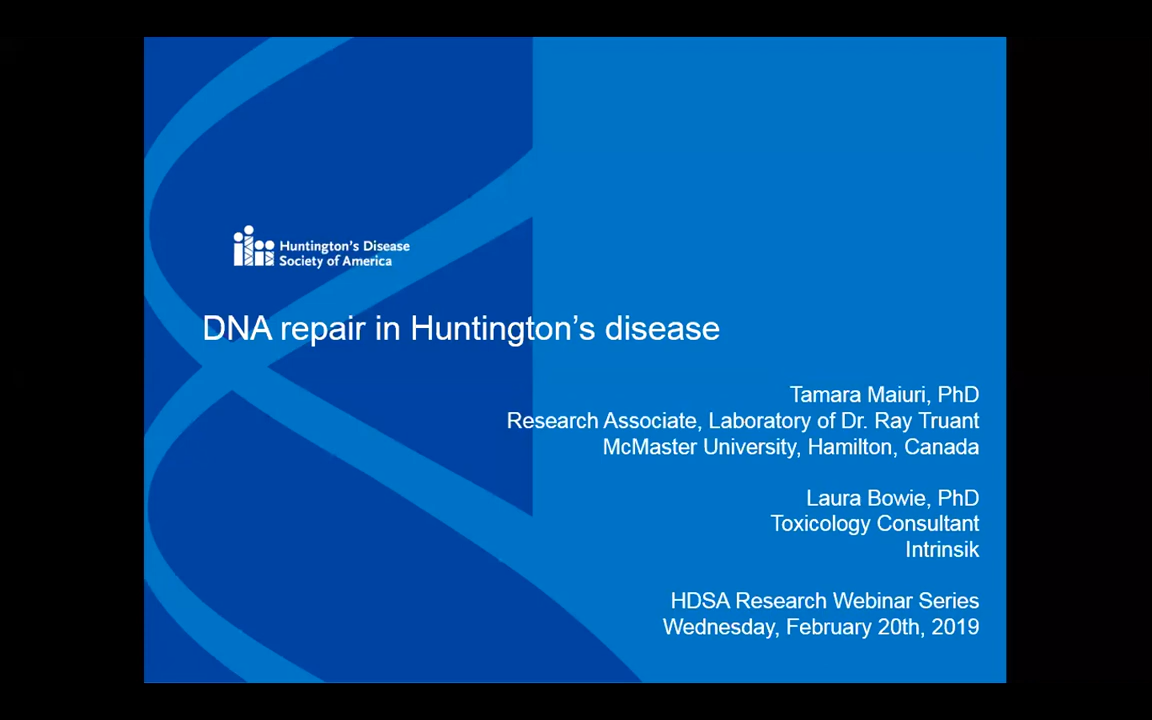 Huntington's Disease
Society of America
DNA repair in Huntington’s disease
Tamara Maiuri, PhD
Research Associate, Laboratory of Dr. Ray Truant
McMaster University, Hamilton, Canada
Laura Bowie, PhD
Toxicology Consultant
Intrinsik
HDSA Research Webinar Series
Wednesday, February 20th, 2019